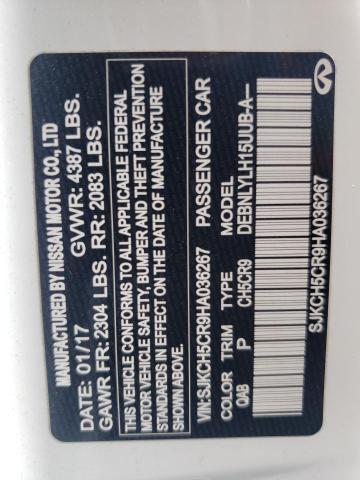 MANUFACTURED BY NISSAN MOTOR CO., LTD
DATE: 01/17 GVWR: 4387 LBS.
GAWR FR: 2304 LBS. RR: 2083 LBS.
THIS VEHICLE CONFORMS TO ALL APPLICABLE FEDERAL
MOTOR VEHICLE SAFETY, BUMPER AND THEFT PREVENTION
STANDARDS IN EFFECT ON THE DATE OF MANUFACTURE
SHOWN ABOVE.
VIN: SJKCH5CR9HA036267 PASSENGER CAR
COLOR TRIM TYPE MODEL
QAB P CH5CR9 DEBNLYLH15UUB-A—
SJKCH5CR9HA036267